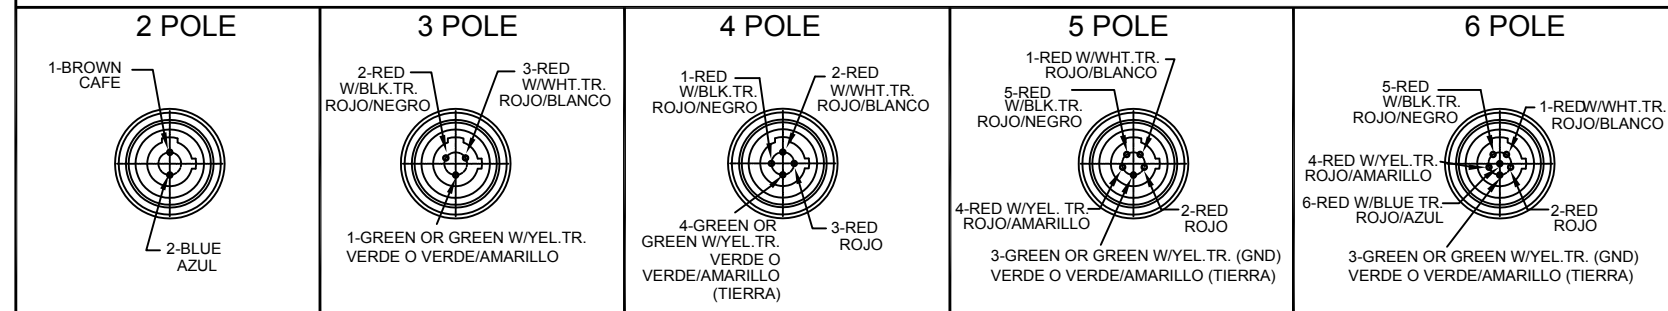 2 POLE
1-BROWN
CAFE
2-BLUE
AZUL
3 POLE
2-RED
W/BLK.TR.
ROJO/NEGRO
3-RED
W/WHT.TR.
ROJO/BLANCO
1-GREEN OR GREEN W/YEL.TR.
VERDE O VERDE/AMARILLO
4 POLE
1-RED
W/BLK.TR.
ROJO/NEGRO
2-RED
W/WHT.TR.
ROJO/BLANCO
4-GREEN OR
GREEN W/YEL.TR.
VERDE O
VERDE/AMARILLO
(TIERRA)
3-RED
ROJO
5 POLE
1-RED W/WHT.TR.
ROJO/BLANCO
5-RED
W/BLK.TR.
ROJO/NEGRO
4-RED W/YEL. TR.
ROJO/AMARILLO
2-RED
ROJO
3-GREEN OR GREEN W/YEL.TR. (GND)
VERDE O VERDE/AMARILLO (TIERRA)
6 POLE
5-RED
W/BLK.TR.
ROJO/NEGRO
1-REDW/WHT.TR.
ROJO/BLANCO
4-RED W/YEL.TR.
ROJO/AMARILLO
6-RED W/BLUE TR.
ROJO/AZUL
2-RED
ROJO
3-GREEN OR GREEN W/YEL.TR. (GND)
VERDE O VERDE/AMARILLO (TIERRA)